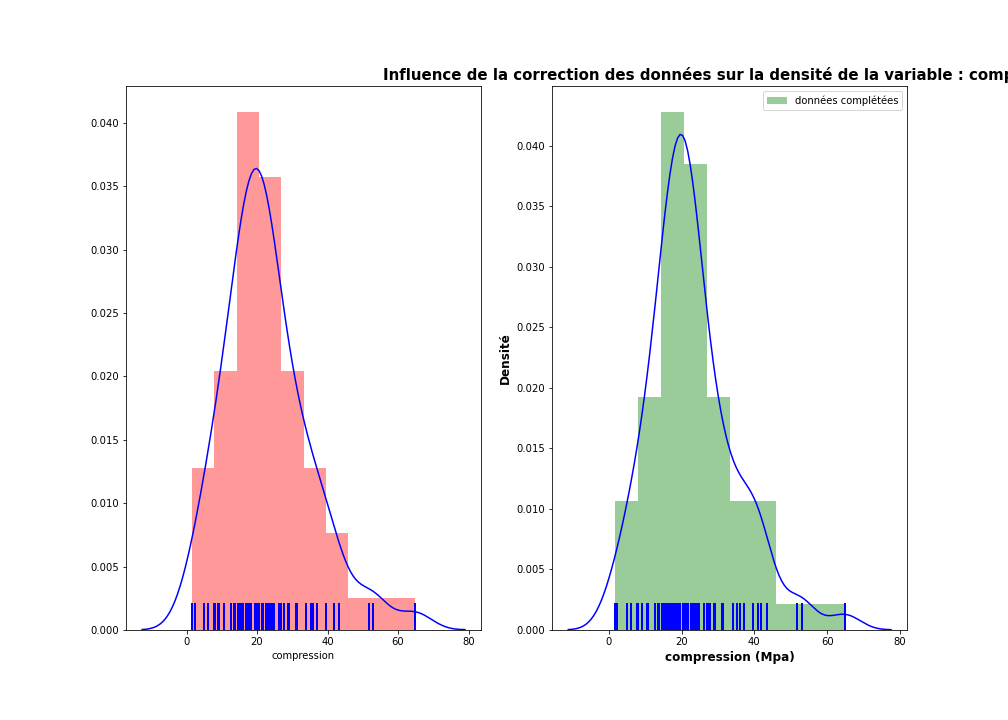 Influence de la correction des données sur la densité de la variable :
données complétées
0.040
0.035
0.030
0.025
0.020
0.015
0.010
0.005
0.000
0 20 40 60 80
compression
Densité
0.040
0.035
0.030
0.025
0.020
0.015
0.010
0.005
0.000
0 20 40 60 80
compression (Mpa)